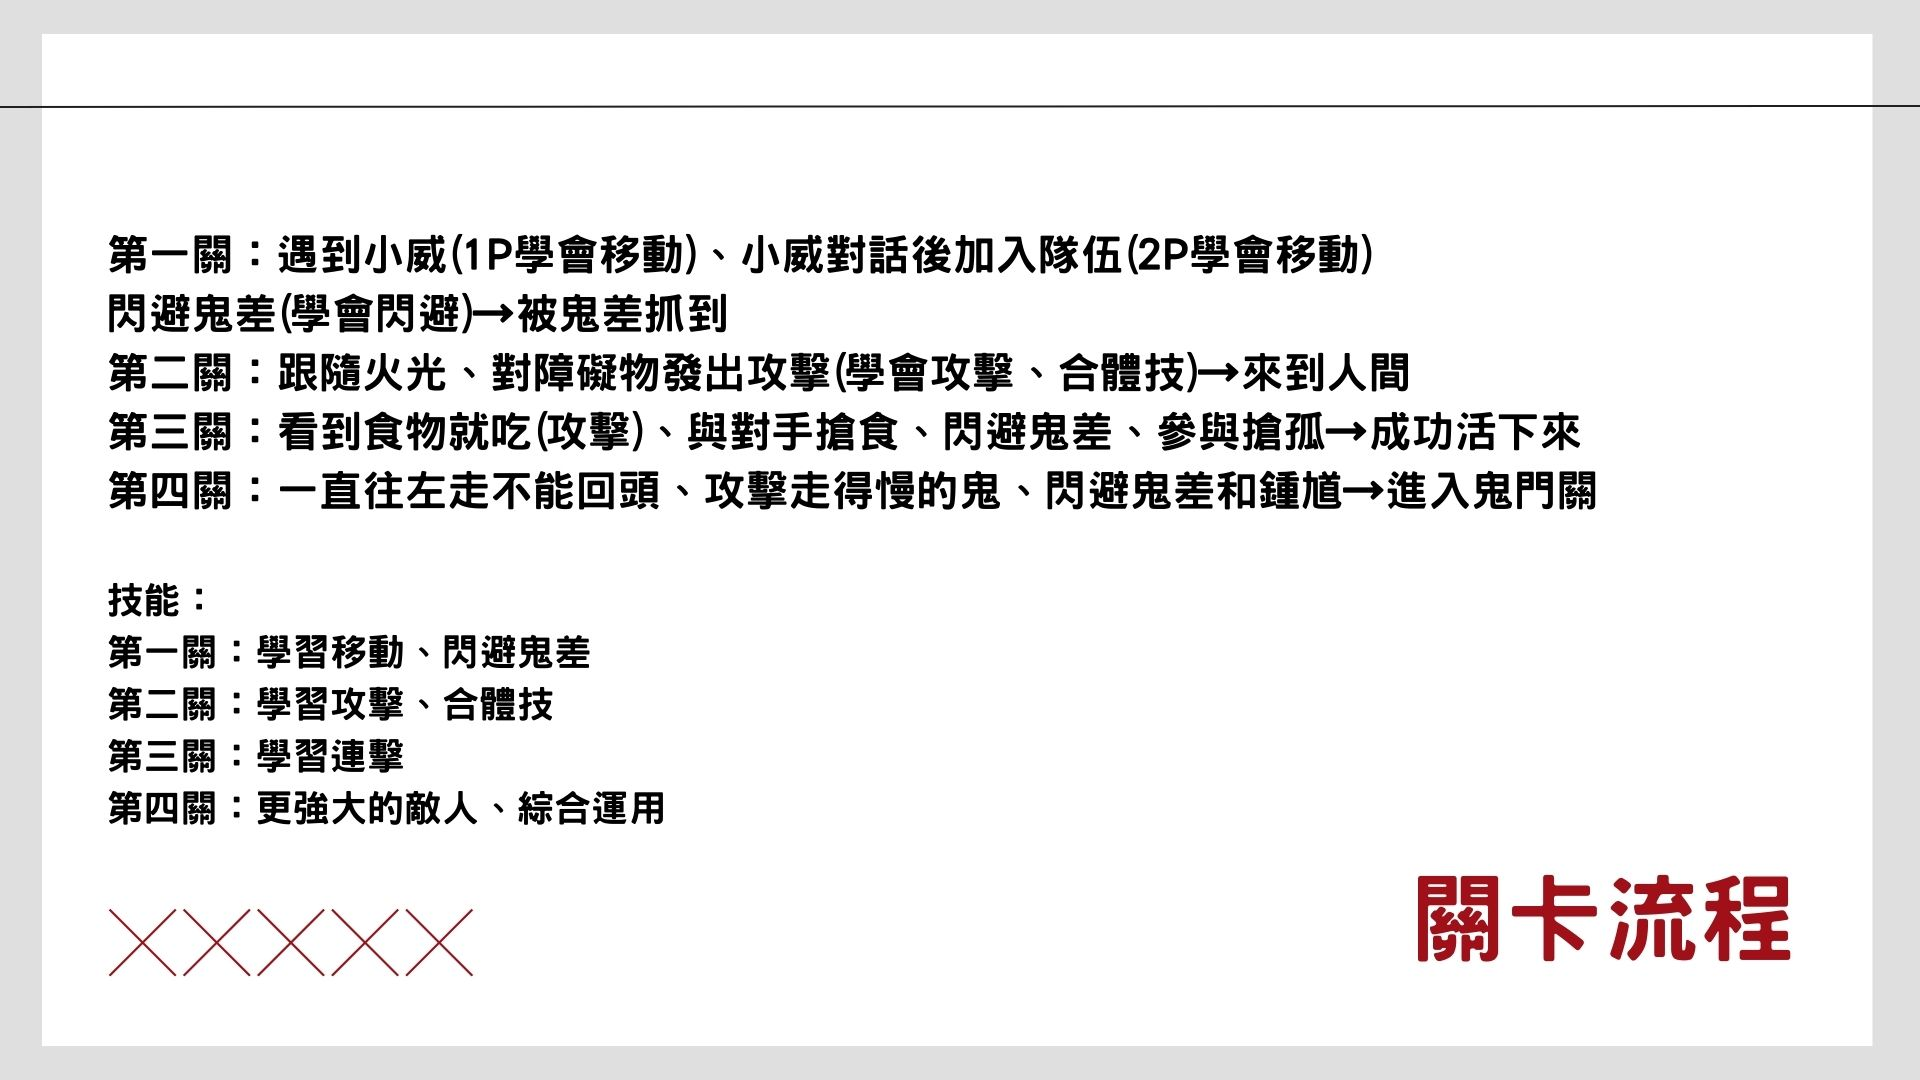 第一關：遇到小威(1P學會移動)、小威對話後加入隊伍(2P學會移動)
閃避鬼差(學會閃避)→被鬼差抓到
第二關：跟隨火光、對障礙物發出攻擊(學會攻擊、合體技)→來到人間
第三關：看到食物就吃(攻擊)、與對手搶食、閃避鬼差、參與搶孤→成功活下來
第四關：一直往左走不能回頭、攻擊走得慢的鬼、閃避鬼差和鍾馗→進入鬼門關
技能：
第一關：學習移動、閃避鬼差
第二關：學習攻擊、合體技
第三關：學習連擊
第四關：更強大的敵人、綜合運用
關卡流程